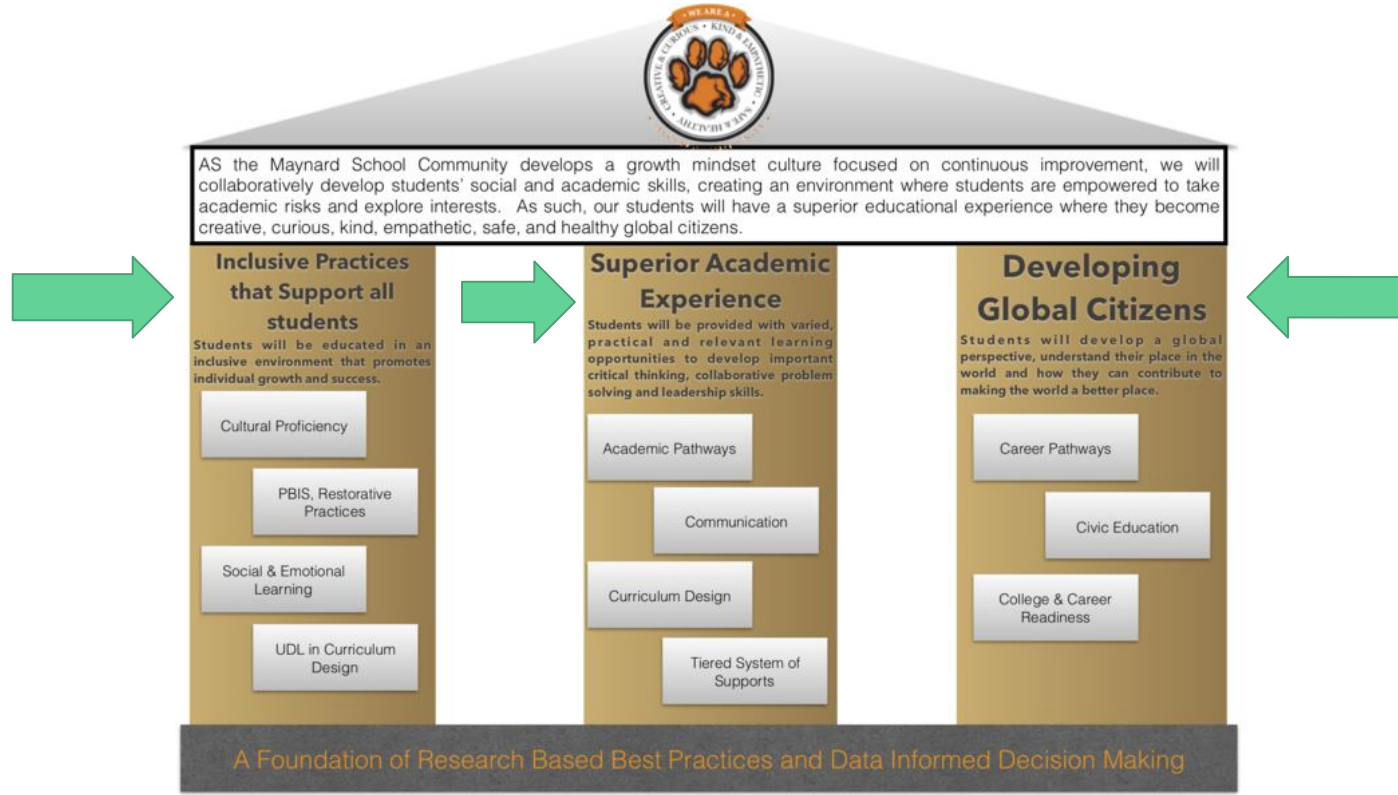 • WE ARE A •
CREATIVE & CURIOUS • KIND & EMPATHETIC • SAFE & HEALTHY •
AS the Maynard School Community develops a growth mindset culture focused on continuous improvement, we will
collaboratively develop students' social and academic skills, creating an environment where students are empowered to take
academic risks and explore interests. As such, our students will have a superior educational experience where they become
creative, curious, kind, empathetic, safe, and healthy global citizens.
Inclusive Practices
that Support all
students
Students will be educated in an
inclusive environment that promotes
individual growth and success.
Cultural Proficiency
PBIS, Restorative
Practices
Social & Emotional
Learning
UDL in Curriculum
Design
Superior Academic
Experience
Students will be provided with varied,
practical and relevant learning
opportunities to develop important
critical thinking, collaborative problem
solving and leadership skills.
Academic Pathways
Communication
Curriculum Design
Tiered System of
Supports
Developing
Global Citizens
Students will develop a global
perspective, understand their place in the
world and how they can contribute to
making the world a better place.
Career Pathways
Civic Education
College & Career
Readiness
A Foundation of Research Based Best Practices and Data Informed Decision Making